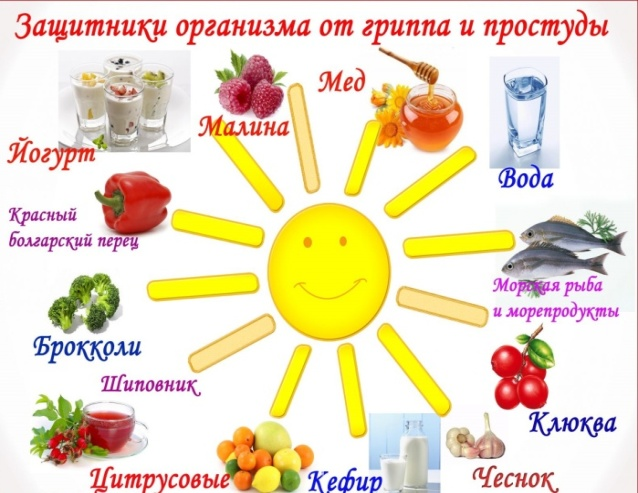 Защитники организма от гриппа и простуды
Йогурт
Малина
Мед
Вода
Красный
болгарский перец
Морская рыба
и морепродукты
Брокколи
Шиповник
Клюква
Цитрусовые
Кефир
Чеснок